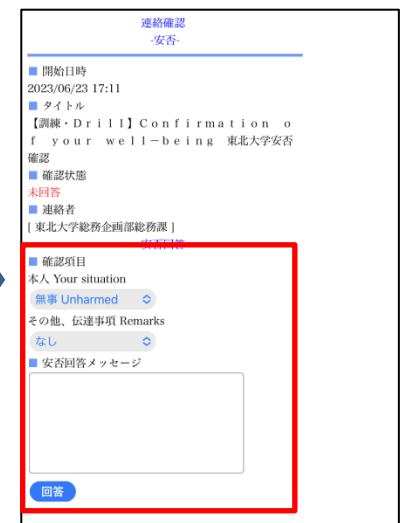 連絡確認
-安否-
■ 開始日時
2023/06/23 17:11
■ タイトル
【訓練・Ｄｒｉｌｌ】Ｃｏｎｆｉｒｍａｔｉｏｎ　ｏ
ｆ　ｙｏｕｒ　ｗｅｌｌ－ｂｅｉｎｇ　東北大学安否
確認
■ 確認状態
未回答
■ 連絡者
[ 東北大学総務企画部総務課 ]
安否回答
■ 確認項目
本人 Your situation
無事 Unharmed
その他、伝達事項 Remarks
なし
■ 安否回答メッセージ
回答